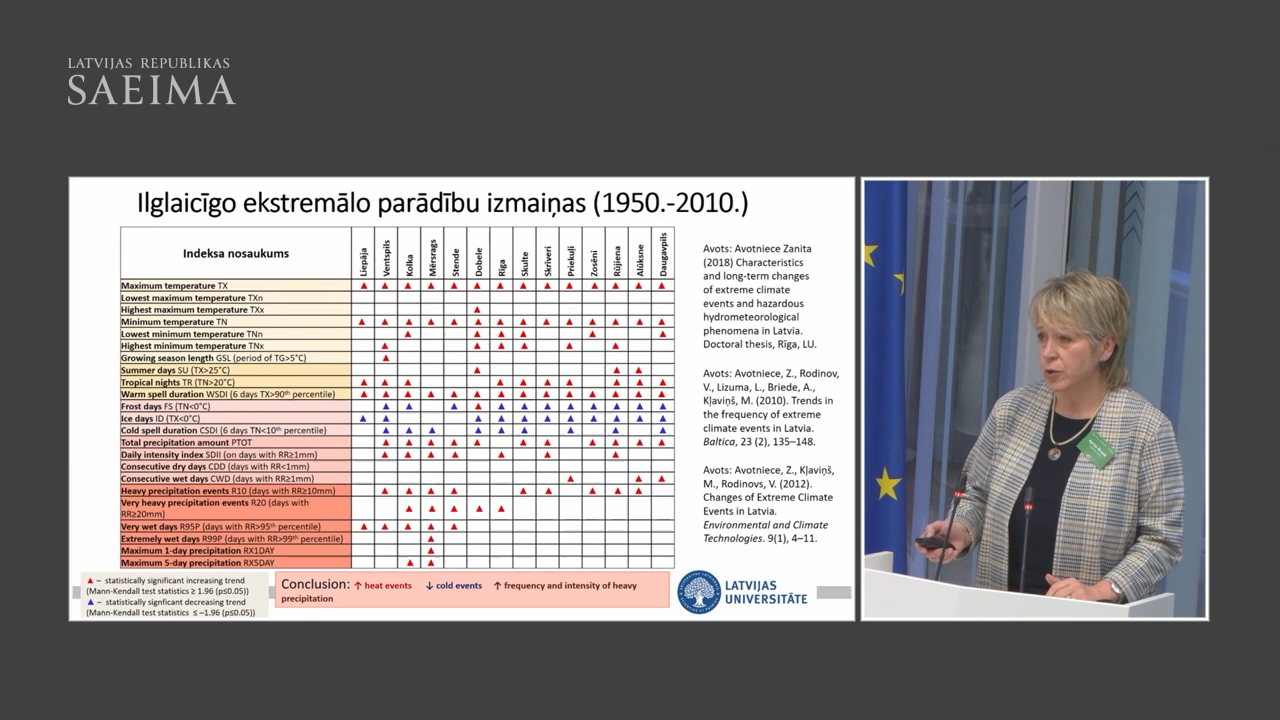 LATVIJAS REPUBLIKAS
SAEIMA
Ilglaicīgo ekstremālo parādību izmaiņas (1950.-2010.)
Indeksa nosaukums
Liepāja
Ventspils
Kolka
Mērsrags
Stende
Dobele
Rīga
Skulte
Skrīveri
Priekuļi
Zosēni
Rūjiena
Alūksne
Daugavpils
Maximum temperature TX
Lowest maximum temperature TXn
Highest maximum temperature TXx
Minimum temperature TN
Lowest minimum temperature TNn
Highest minimum temperature TNx
Growing season length GSL (period of TG>5°C)
Summer days SU (TX>25°C)
Tropical nights TR (TN>20°C)
Warm spell duration WSDI (6 days TX>90th percentile)
Frost days FS (TN<0°C)
Ice days ID (TX<0°C)
Cold spell duration CSDI (6 days TN<10th percentile)
Total precipitation amount PTOT
Daily intensity index SDII (on days with RR≥1mm)
Consecutive dry days CDD (days with RR<1mm)
Consecutive wet days CWD (days with RR≥1mm)
Heavy precipitation events R10 (days with RR≥10mm)
Very heavy precipitation events R20 (days with
RR≥20mm)
Very wet days R95P (days with RR>95th percentile)
Extremely wet days R99P (days with RR>99th percentile)
Maximum 1-day precipitation RX1DAY
Maximum 5-day precipitation RX5DAY
▲ – statistically significant increasing trend
(Mann-Kendall test statistics ≥ 1.96 (p≤0.05))
▲ – statistically signficant decreasing trend
(Mann-Kendall test statistics ≤ –1.96 (p≤0.05))
Conclusion: ↑ heat events ↓ cold events ↑ frequency and intensity of heavy
precipitation
Avots: Avotniece Zanita
(2018) Characteristics
and long-term changes
of extreme climate
events and hazardous
hydrometeorological
phenomena in Latvia.
Doctoral thesis, Rīga, LU.
Avots: Avotniece, Z., Rodinov,
V., Lizuma, L., Briede, A.,
Kļaviņš, M. (2010). Trends in
the frequency of extreme
climate events in Latvia.
Baltica, 23 (2), 135–148.
Avots: Avotniece, Z., Kļaviņš,
M., Rodinovs, V. (2012).
Changes of Extreme Climate
Events in Latvia.
Environmental and Climate
Technologies. 9(1), 4–11.
LATVIJAS
UNIVERSITĀTE